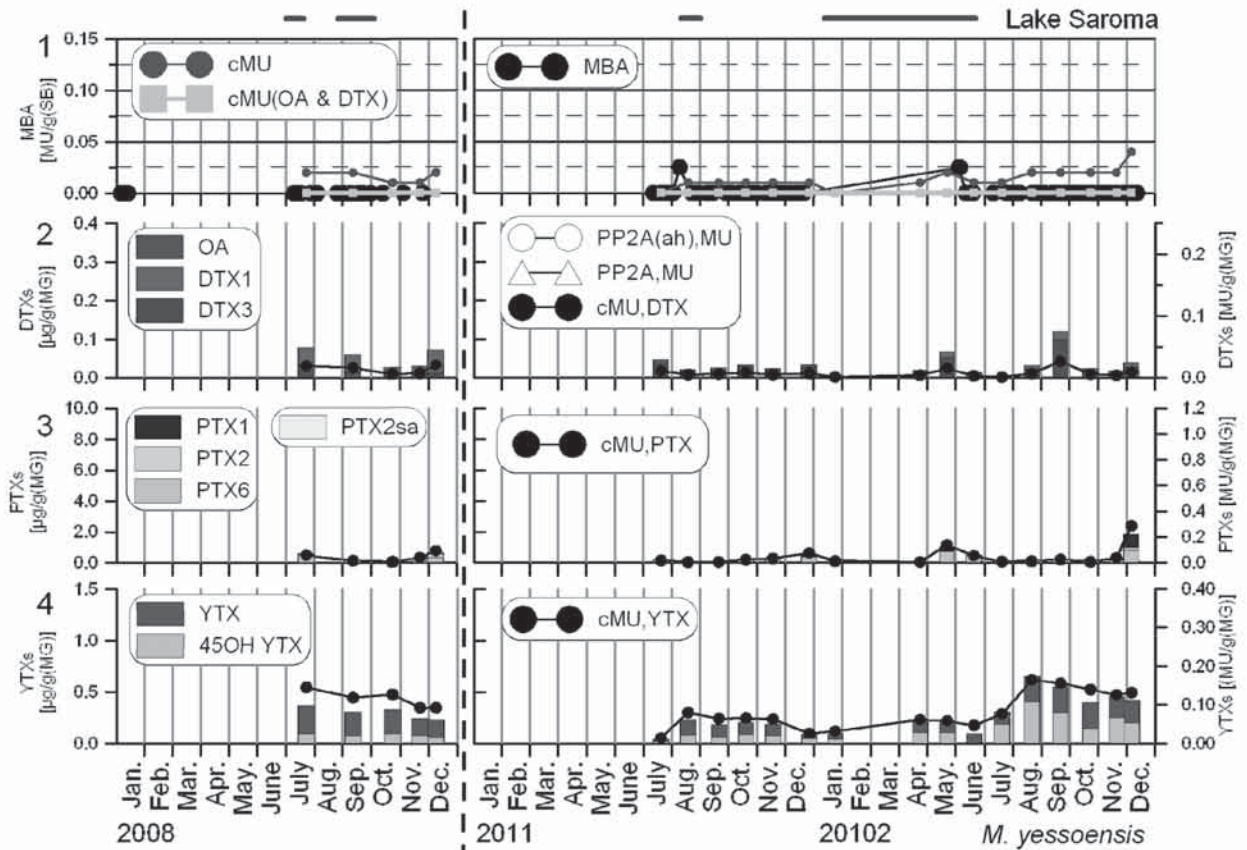 Lake Saroma
1
MBA
[MU/g(SB)]
0.15
0.10
0.05
0.00
cMU
cMU(OA & DTX)
MBA
2
DTXs
[µg/g(MG)]
0.4
0.3
0.2
0.1
0.0
OA
DTX1
DTX3
PP2A(ah),MU
PP2A,MU
cMU,DTX
0.2
0.1
0.0
DTXs [MU/g(MG)]
3
PTXs
[µg/g(MG)]
10.0
8.0
6.0
4.0
2.0
0.0
PTX1
PTX2
PTX6
PTX2sa
cMU,PTX
1.2
1.0
0.8
0.6
0.4
0.2
0.0
PTXs [MU/g(MG)]
4
YTXs
[µg/g(MG)]
1.5
1.0
0.5
0.0
YTX
45OH YTX
cMU,YTX
0.40
0.30
0.20
0.10
0.00
YTXs [(MU/g(MG)]
Jan. Feb. Mar. Apr. May. June July Aug. Sep. Oct. Nov. Dec.
Jan. Feb. Mar. Apr. May. June July Aug. Sep. Oct. Nov. Dec. Jan. Feb. Mar. Apr. May. June July Aug. Sep. Oct. Nov. Dec.
2008
2011
20102
M. yessoensis